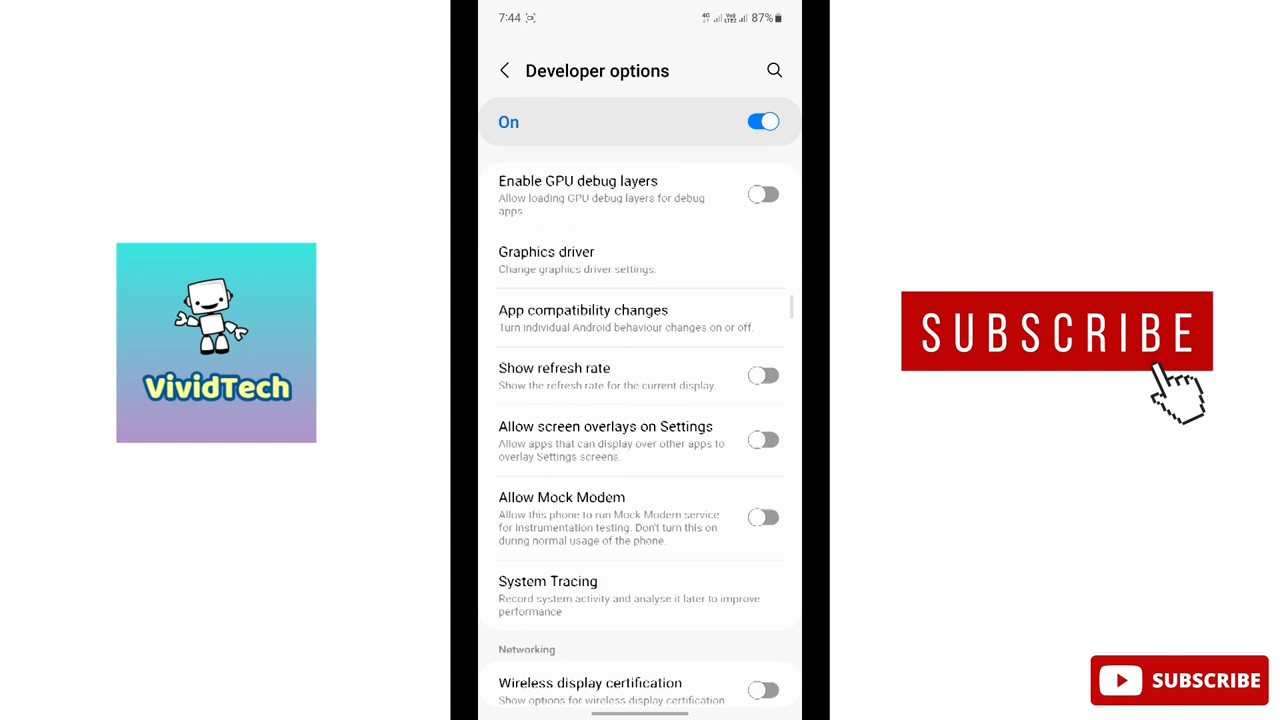 7:44
4G
LTE2
87%
Developer options
On
Enable GPU debug layers
Allow loading GPU debug layers for debug
apps
Graphics driver
Change graphics driver settings.
App compatibility changes
Turn individual Android behaviour changes on or off.
Show refresh rate
Show the refresh rate for the current display.
Allow screen overlays on Settings
Allow apps that can display over other apps to
overlay Settings screens.
Allow Mock Modem
Allow this phone to run Mock Modem service
for instrumentation testing. Don't turn this on
during normal usage of the phone.
System Tracing
Record system activity and analyse it later to improve
performance
Networking
Wireless display certification
Show options for wireless display certification
VividTech
SUBSCRIBE
SUBSCRIBE